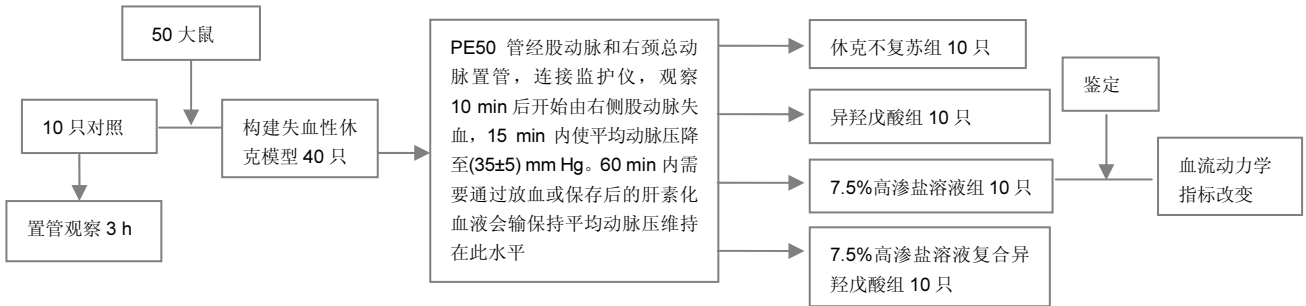 50 大鼠
10 只对照
置管观察 3 h
构建失血性休
克模型 40 只
PE50 管经股动脉和右颈总动
脉置管，连接监护仪，观察
10 min 后开始由右侧股动脉失
血，15 min 内使平均动脉压降
至(35±5) mm Hg。60 min 内需
要通过放血或保存后的肝素化
血液会输保持平均动脉压维持
在此水平
休克不复苏组 10 只
异羟戊酸组 10 只
7.5%高渗盐溶液组 10 只
7.5%高渗盐溶液复合异
羟戊酸组 10 只
鉴定
血流动力学
指标改变